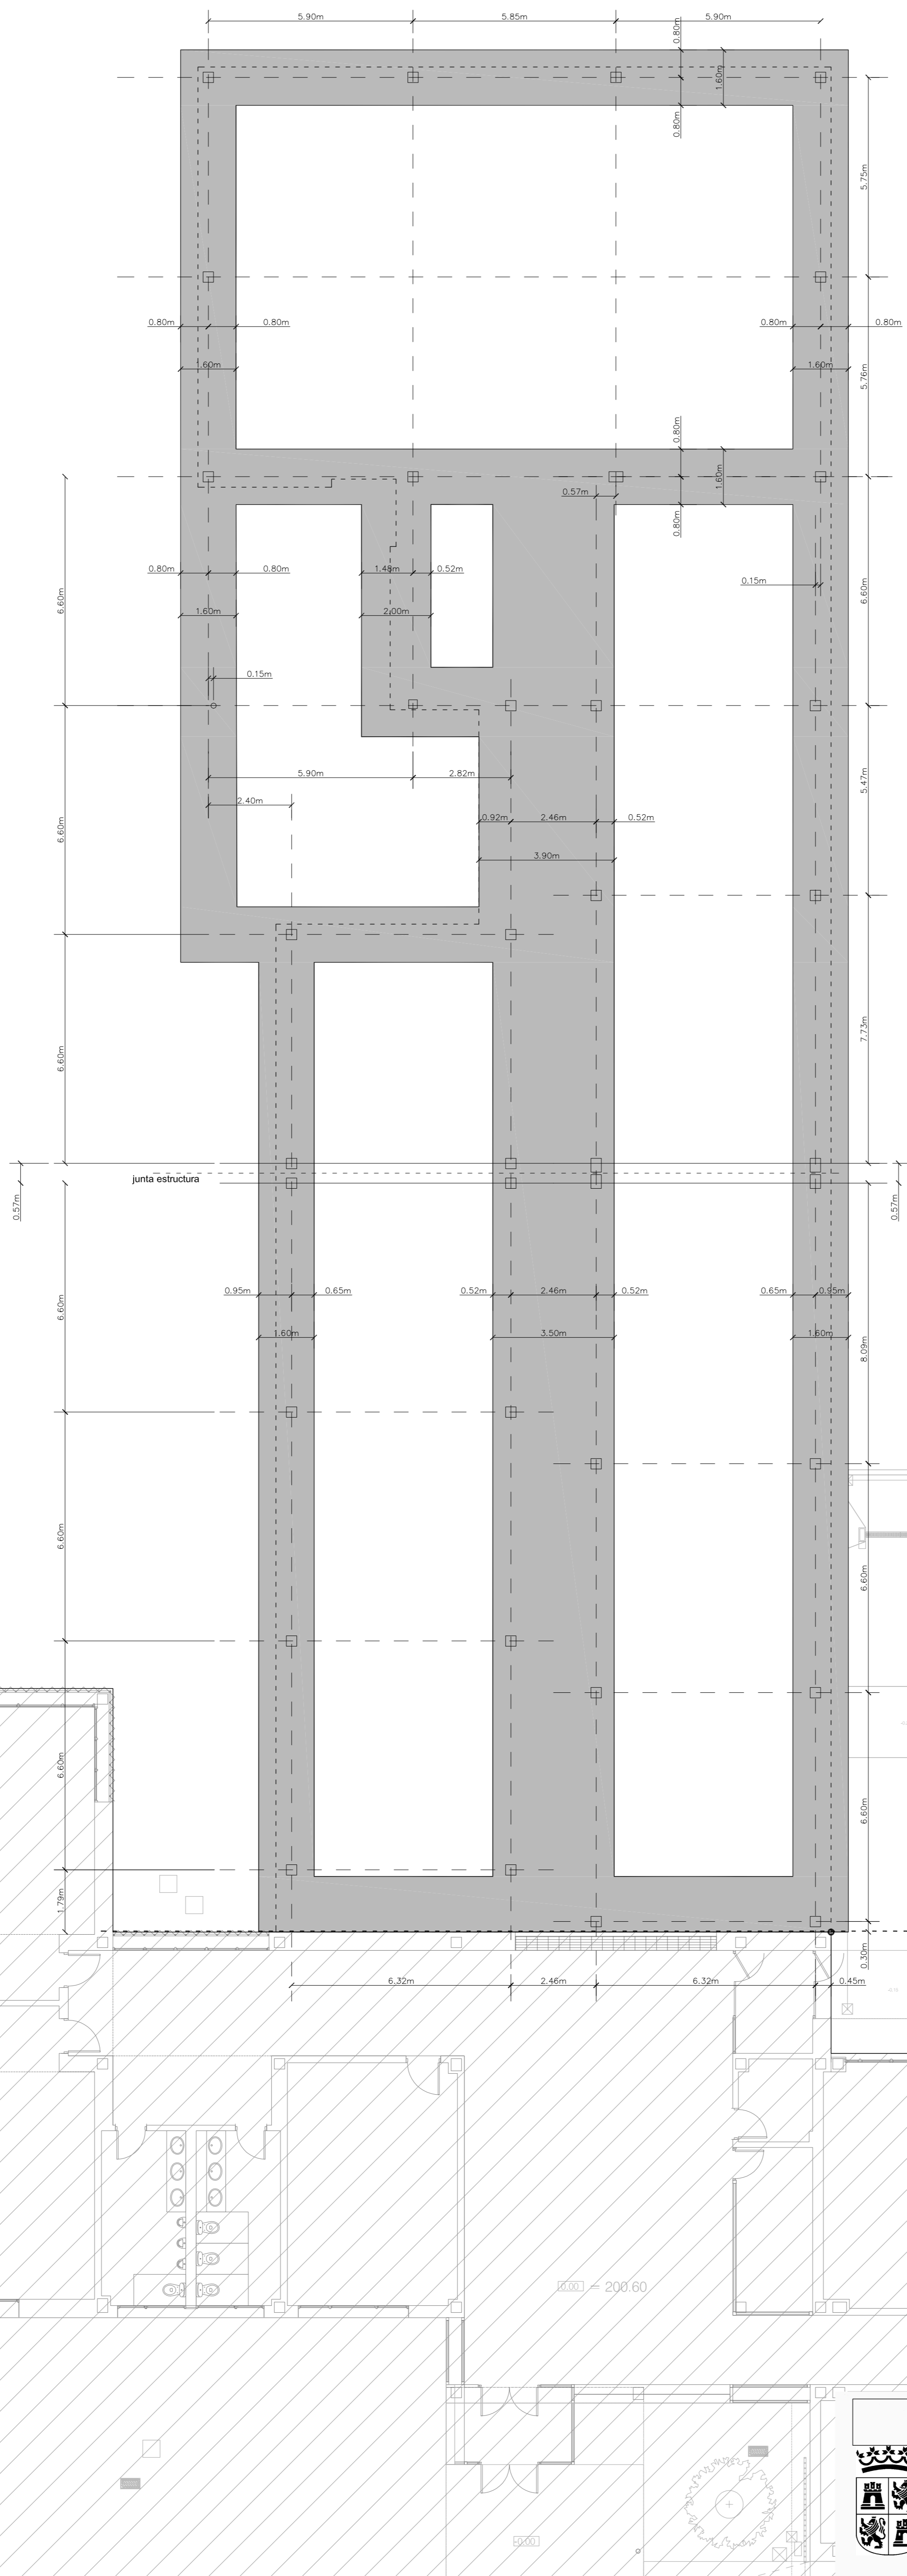 5.90m 5.85m 5.90m
0.80m
1.60m
0.80m
5.75m
0.80m 0.80m 0.80m 0.80m
1.60m 1.60m
5.76m
0.80m
1.60m
0.57m
0.80m
0.80m 0.80m 1.48m 0.52m
0.15m
6.60m 6.60m
1.60m 2.00m
0.15m
5.90m 2.82m
5.47m
2.40m
0.92m 2.46m 0.52m
6.60m
3.90m
7.73m
6.60m
junta estructura
0.57m 0.57m
0.95m 0.65m 0.52m 2.46m 0.52m 0.65m 0.95m
6.60m
1.60m 3.50m 1.60m
8.09m
6.60m
6.60m
6.60m
6.60m
1.79m
0.30m
6.32m 2.46m 6.32m 0.45m
0.00 = 200.60